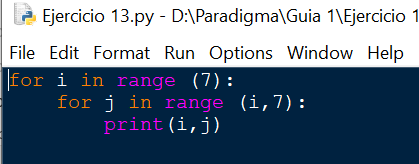 Ejercicio 13.py - D:\Paradigma\Guia 1\Ejercicio 1
File Edit Format Run Options Window Help
for i in range (7):
    for j in range (i,7):
        print(i,j)